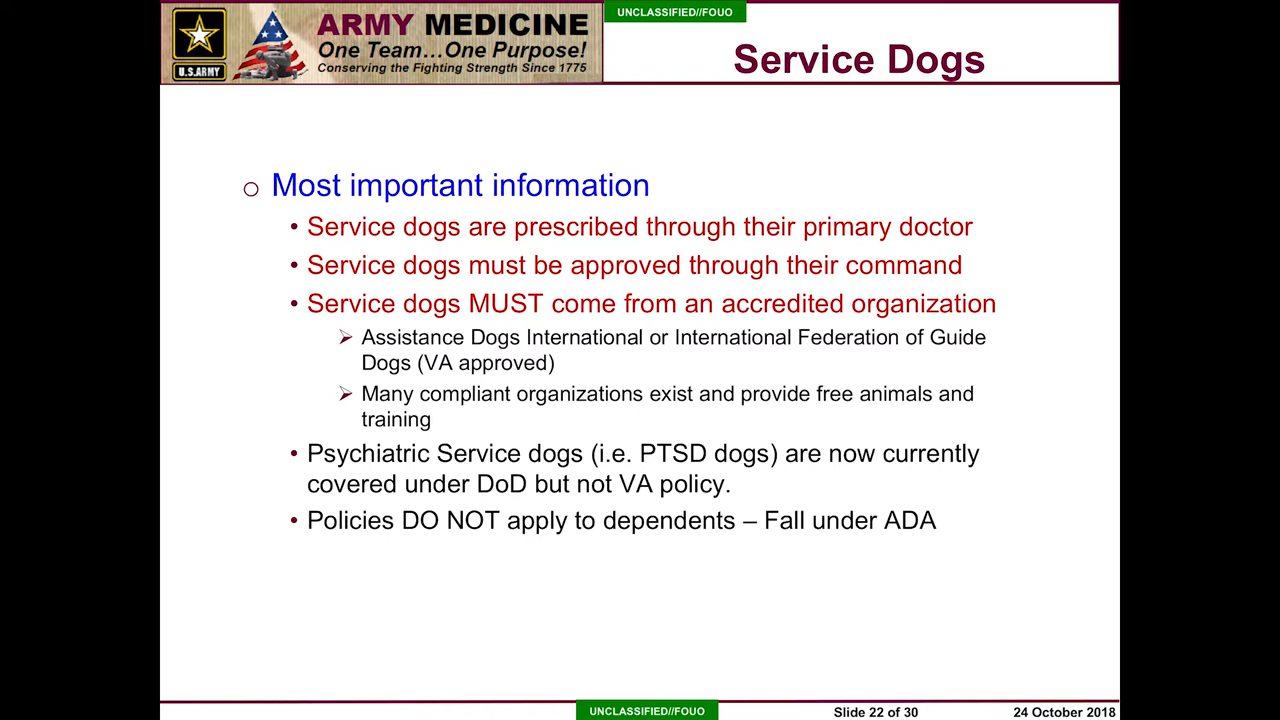 UNCLASSIFIED//FOUO
ARMY MEDICINE
One Team…One Purpose!
Conserving the Fighting Strength Since 1775
U.S.ARMY
Service Dogs
o Most important information
• Service dogs are prescribed through their primary doctor
• Service dogs must be approved through their command
• Service dogs MUST come from an accredited organization
➢ Assistance Dogs International or International Federation of Guide
Dogs (VA approved)
➢ Many compliant organizations exist and provide free animals and
training
• Psychiatric Service dogs (i.e. PTSD dogs) are now currently
covered under DoD but not VA policy.
• Policies DO NOT apply to dependents – Fall under ADA
UNCLASSIFIED//FOUO
Slide 22 of 30
24 October 2018